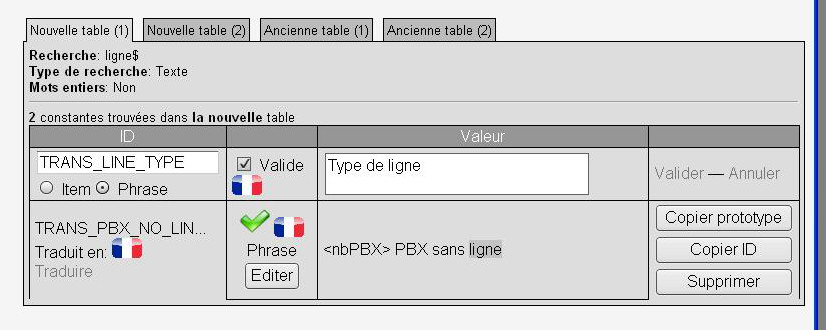 Nouvelle table (1) Nouvelle table (2) Ancienne table (1) Ancienne table (2)
Recherche: ligne$
Type de recherche: Texte
Mots entiers: Non
2 constantes trouvées dans la nouvelle table
ID Valeur
TRANS_LINE_TYPE Valide Type de ligne Valider — Annuler
Item Phrase
TRANS_PBX_NO_LIN... Phrase <nbPBX> PBX sans ligne Copier prototype
Traduit en: Editer Copier ID
Traduire Supprimer